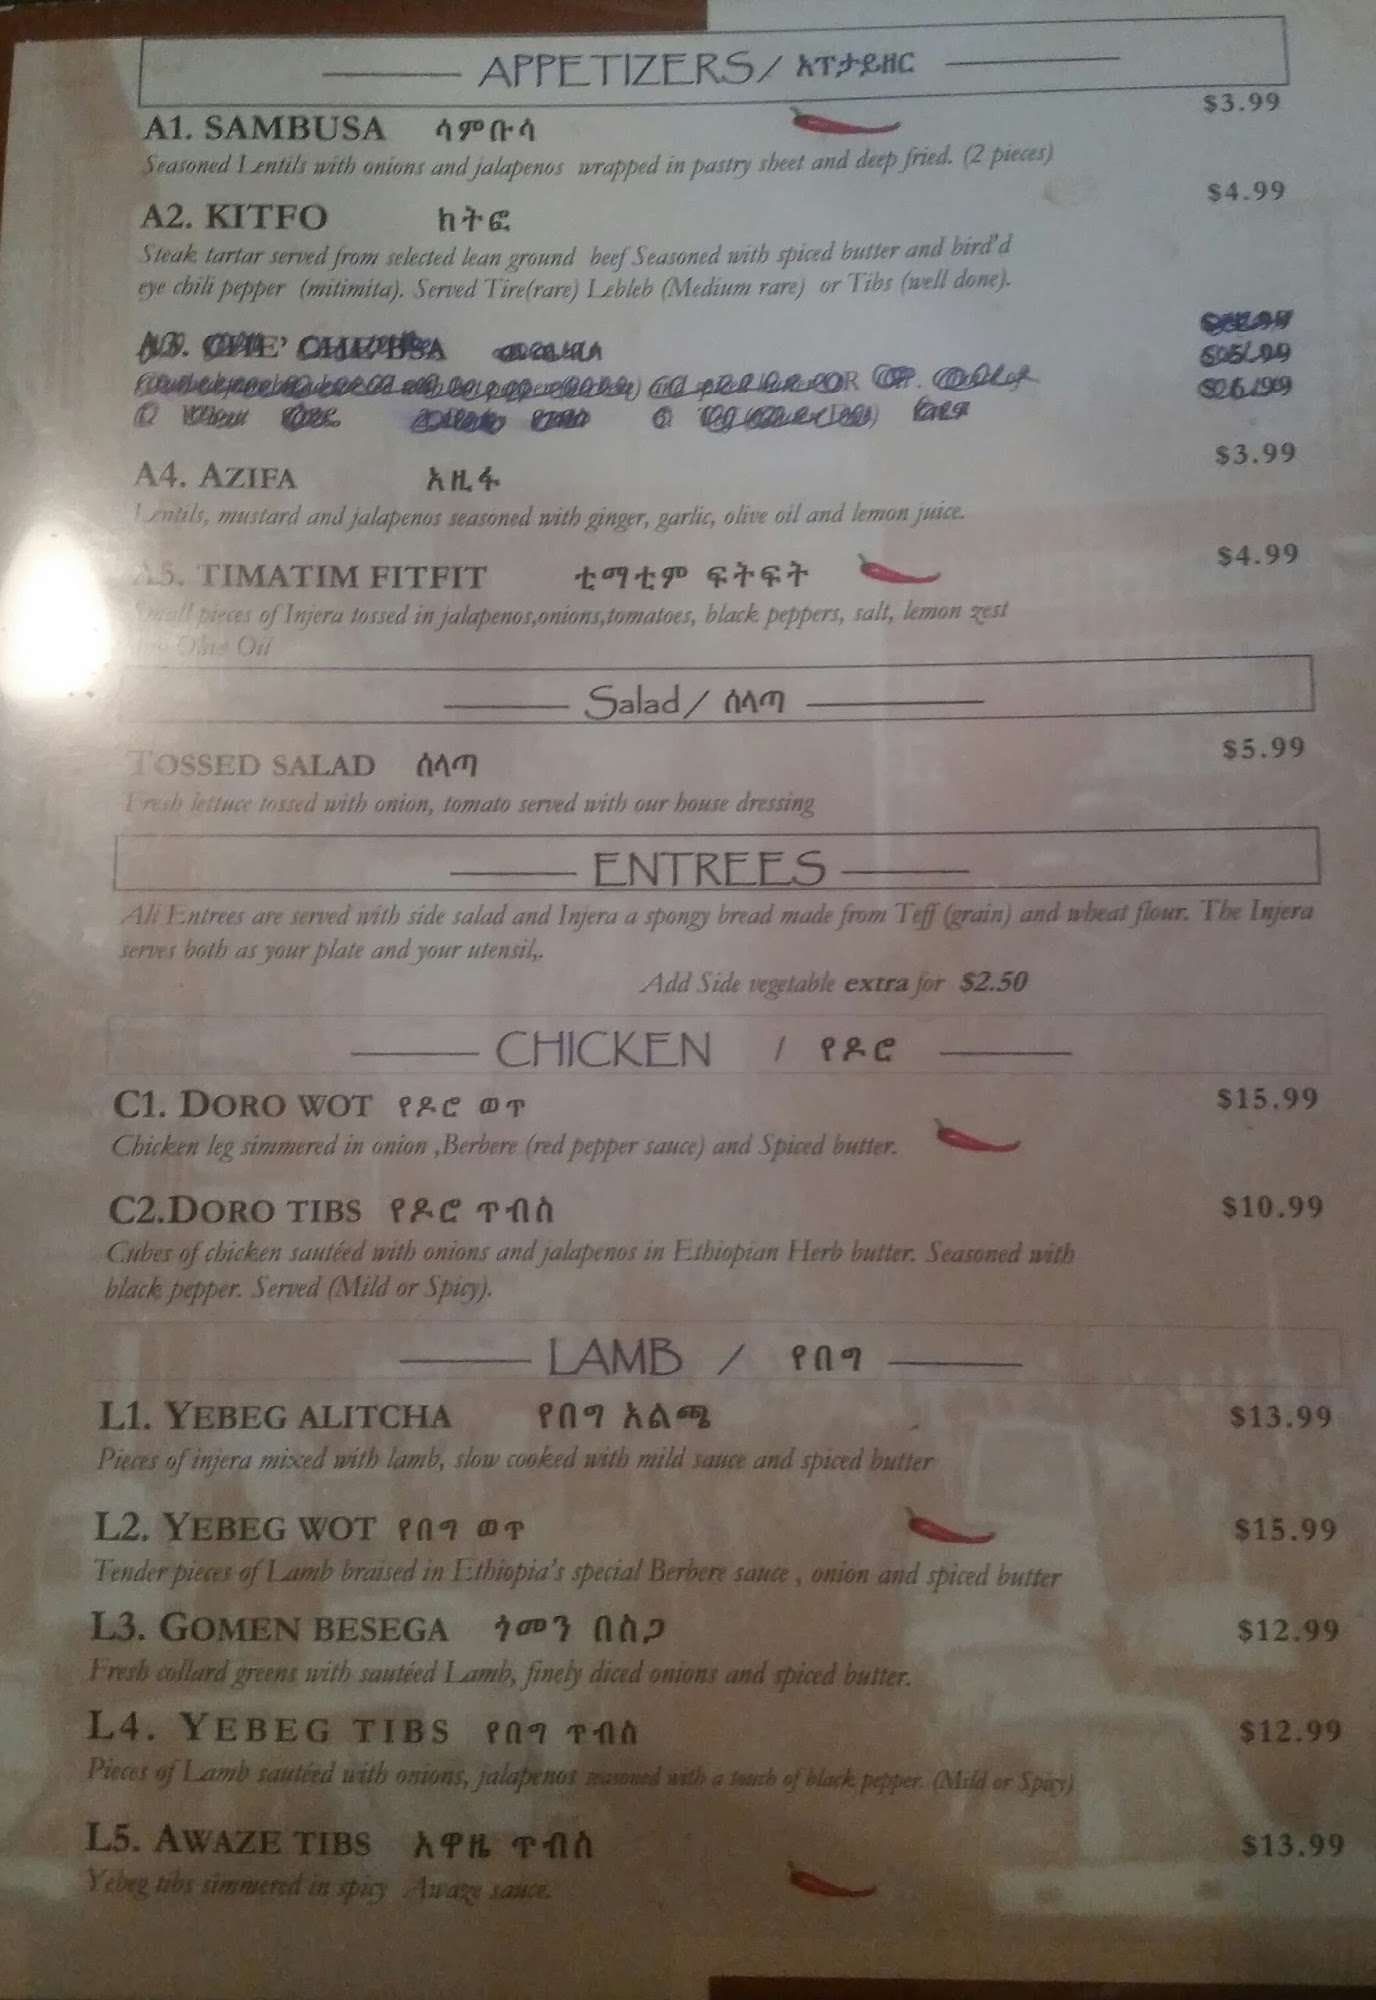 APPETIZERS / አፕታይዘር
A1. SAMBUSA ሳምቡሳ $3.99
Seasoned Lentils with onions and jalapenos wrapped in pastry sheet and deep fried. (2 pieces)
A2. KITFO ክትፎ $4.99
Steak tartar served from selected lean ground beef Seasoned with spiced butter and bird'd
eye chili pepper (mitimita). Served Tire(rare) Lebleb (Medium rare) or Tibs (well done).
A4. AZIFA አዚፋ $3.99
Lentils, mustard and jalapenos seasoned with ginger, garlic, olive oil and lemon juice.
A5. TIMATIM FITFIT ቲማቲም ፍትፍት $4.99
Small pieces of Injera tossed in jalapenos,onions,tomatoes, black peppers, salt, lemon zest
Olive Oil
Salad / ሰላጣ
TOSSED SALAD ሰላጣ $5.99
Fresh lettuce tossed with onion, tomato served with our house dressing
ENTREES
All Entrees are served with side salad and Injera a spongy bread made from Teff (grain) and wheat flour. The Injera
serves both as your plate and your utensil,.
Add Side vegetable extra for $2.50
CHICKEN / የዶሮ
C1. DORO WOT የዶሮ ወጥ $15.99
Chicken leg simmered in onion ,Berbere (red pepper sauce) and Spiced butter.
C2.DORO TIBS የዶሮ ጥብስ $10.99
Cubes of chicken sautéed with onions and jalapenos in Ethiopian Herb butter. Seasoned with
black pepper. Served (Mild or Spicy).
LAMB / የበግ
L1. YEBEG ALITCHA የበግ አልጫ $13.99
Pieces of injera mixed with lamb, slow cooked with mild sauce and spiced butter
L2. YEBEG WOT የበግ ወጥ $15.99
Tender pieces of Lamb braised in Ethiopia's special Berbere sauce , onion and spiced butter
L3. GOMEN BESEGA ጎመን በስጋ $12.99
Fresh collard greens with sautéed Lamb, finely diced onions and spiced butter.
L4. YEBEG TIBS የበግ ጥብስ $12.99
Pieces of Lamb sautéed with onions, jalapenos seasoned with a touch of black pepper. (Mild or Spicy)
L5. AWAZE TIBS አዋዜ ጥብስ $13.99
Yebeg tibs simmered in spicy Awaze sauce.